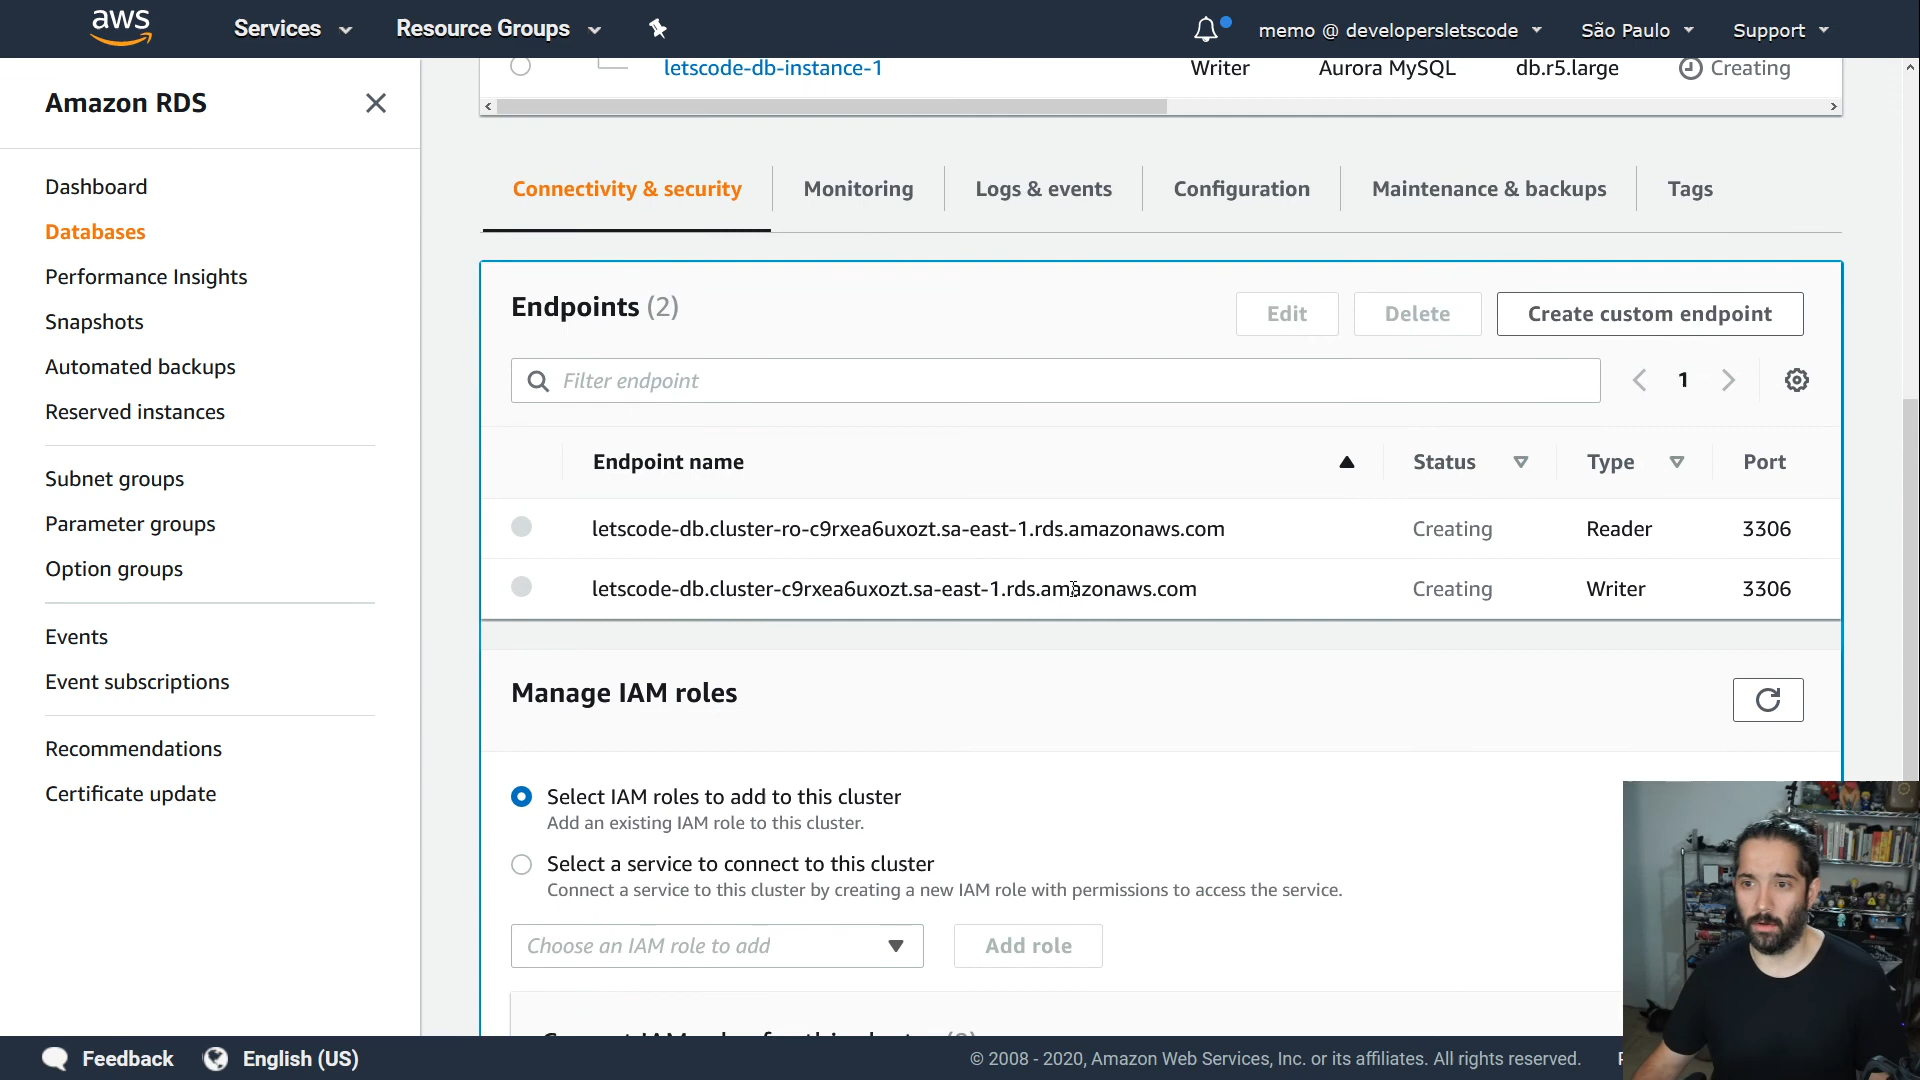 aws Services Resource Groups memo @ developersletscode São Paulo Support
letscode-db-instance-1 Writer Aurora MySQL db.r5.large Creating
Amazon RDS
Dashboard
Databases
Performance Insights
Snapshots
Automated backups
Reserved instances
Subnet groups
Parameter groups
Option groups
Events
Event subscriptions
Recommendations
Certificate update
Connectivity & security Monitoring Logs & events Configuration Maintenance & backups Tags
Endpoints (2) Edit Delete Create custom endpoint
Filter endpoint 1
Endpoint name Status Type Port
letscode-db.cluster-ro-c9rxea6uxozt.sa-east-1.rds.amazonaws.com Creating Reader 3306
letscode-db.cluster-c9rxea6uxozt.sa-east-1.rds.amazonaws.com Creating Writer 3306
Manage IAM roles
Select IAM roles to add to this cluster
Add an existing IAM role to this cluster.
Select a service to connect to this cluster
Connect a service to this cluster by creating a new IAM role with permissions to access the service.
Choose an IAM role to add Add role
Feedback English (US) © 2008 - 2020, Amazon Web Services, Inc. or its affiliates. All rights reserved.